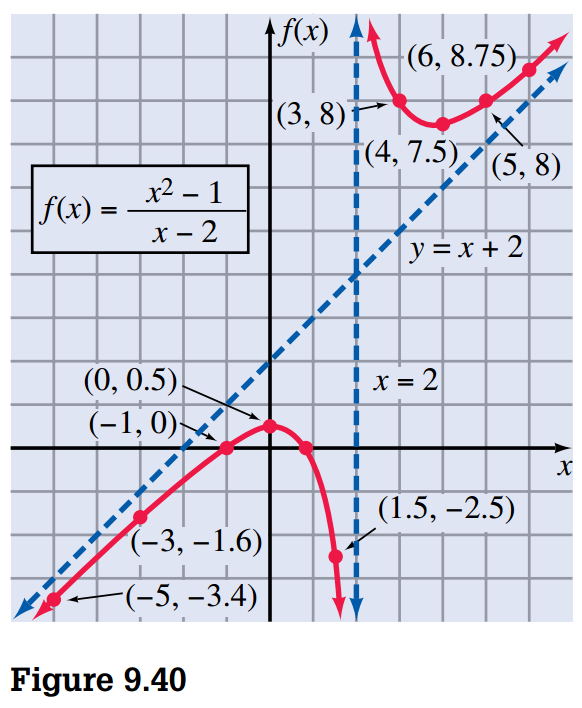 f(x)
(6, 8.75)
(3, 8)
(4, 7.5)
(5, 8)
f(x) = \frac{x² − 1}{x − 2}
y = x + 2
(0, 0.5)
x = 2
(−1, 0)
x
(1.5, −2.5)
(−3, −1.6)
(−5, −3.4)
Figure 9.40